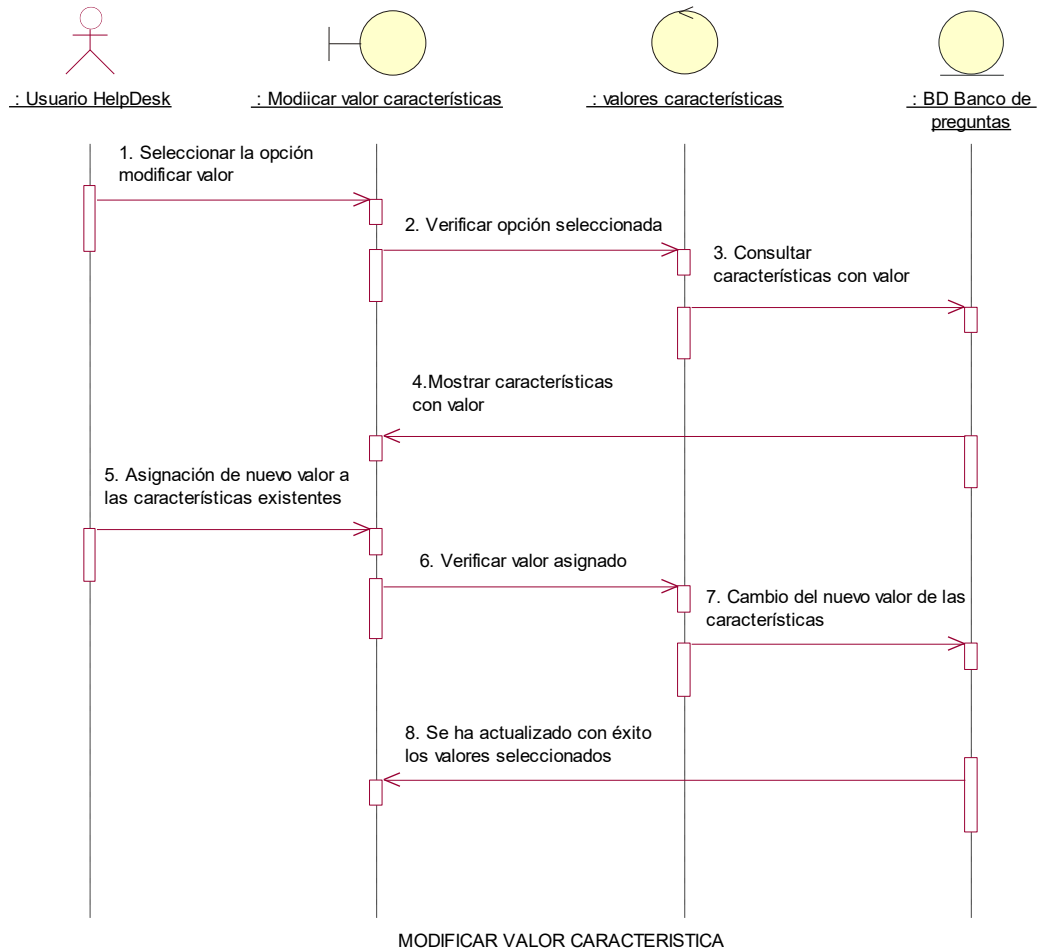 : Usuario HelpDesk
: Modiicar valor características
: valores características
: BD Banco de
preguntas
1. Seleccionar la opción
modificar valor
2. Verificar opción seleccionada
3. Consultar
características con valor
4.Mostrar características
con valor
5. Asignación de nuevo valor a
las características existentes
6. Verificar valor asignado
7. Cambio del nuevo valor de las
características
8. Se ha actualizado con éxito
los valores seleccionados
MODIFICAR VALOR CARACTERISTICA